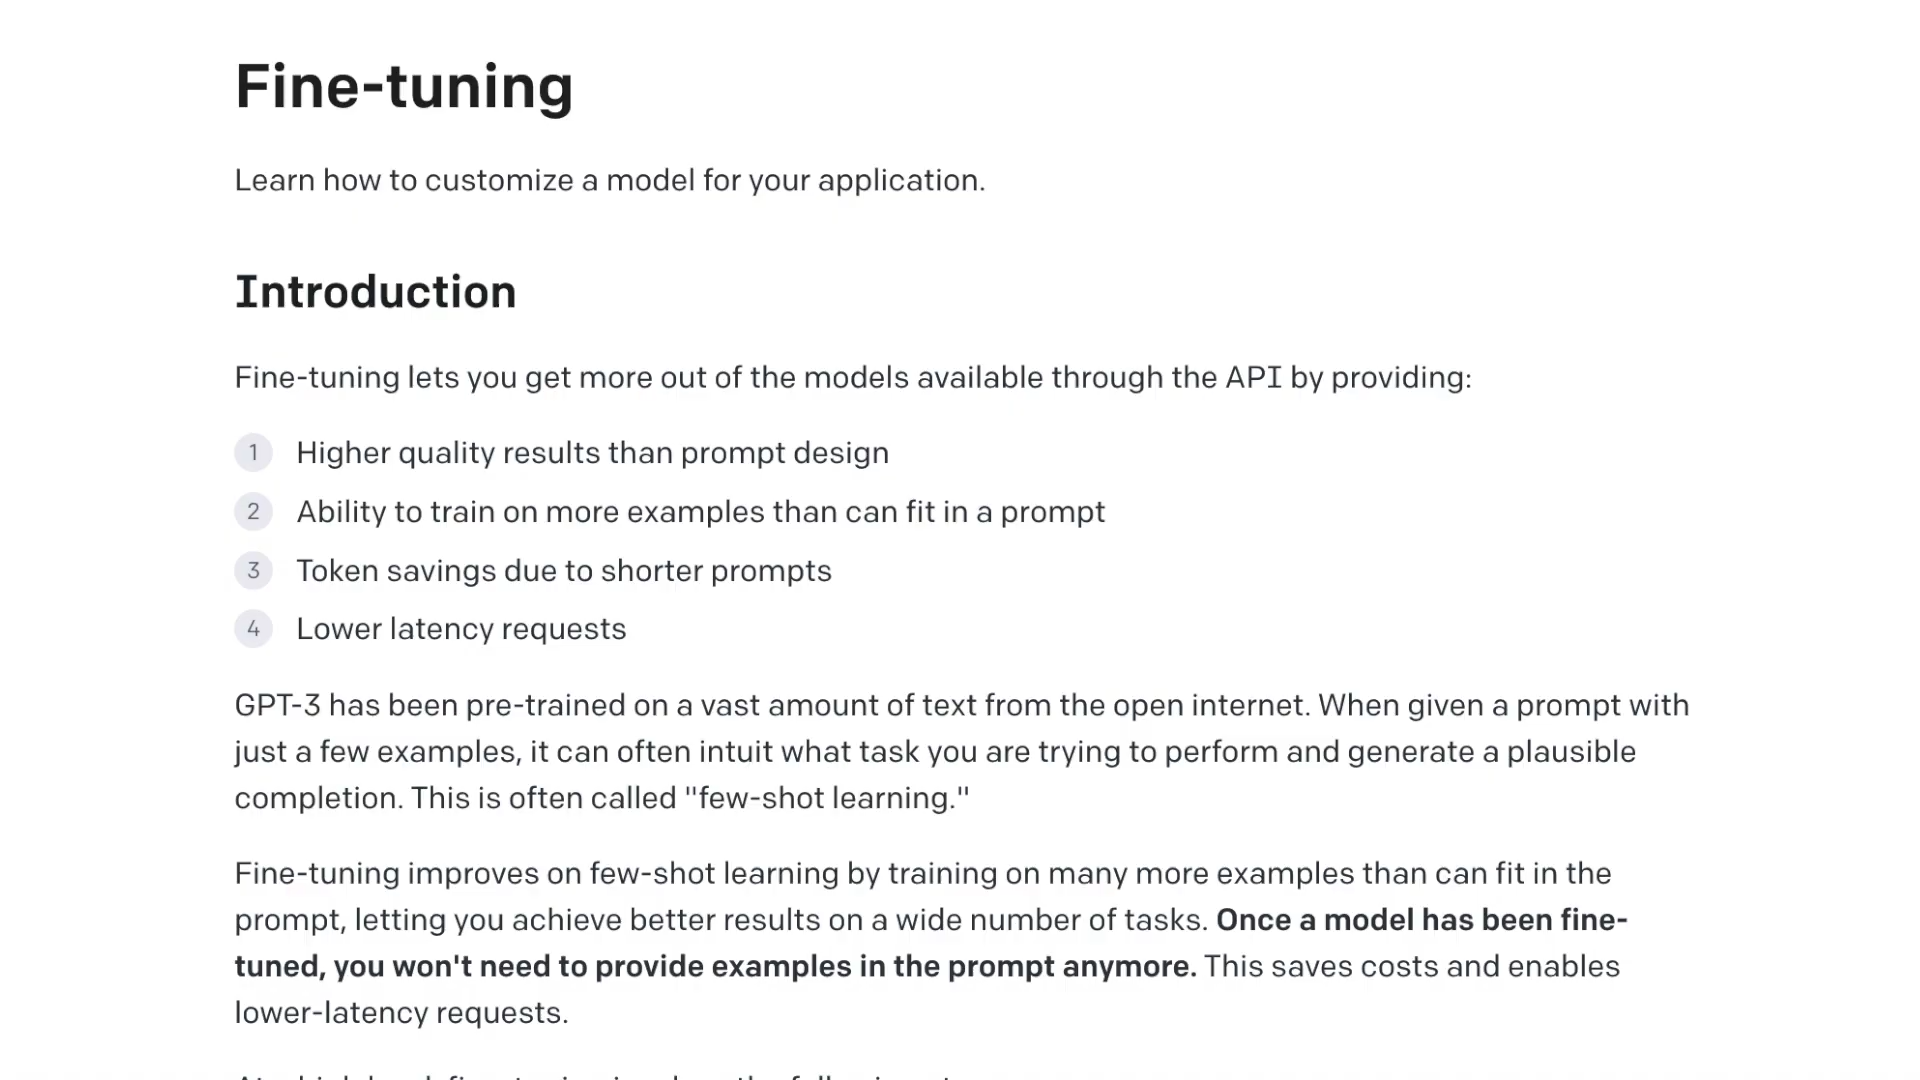 Fine-tuning
Learn how to customize a model for your application.
Introduction
Fine-tuning lets you get more out of the models available through the API by providing:
1 Higher quality results than prompt design
2 Ability to train on more examples than can fit in a prompt
3 Token savings due to shorter prompts
4 Lower latency requests
GPT-3 has been pre-trained on a vast amount of text from the open internet. When given a prompt with
just a few examples, it can often intuit what task you are trying to perform and generate a plausible
completion. This is often called "few-shot learning."
Fine-tuning improves on few-shot learning by training on many more examples than can fit in the
prompt, letting you achieve better results on a wide number of tasks. Once a model has been fine-
tuned, you won't need to provide examples in the prompt anymore. This saves costs and enables
lower-latency requests.